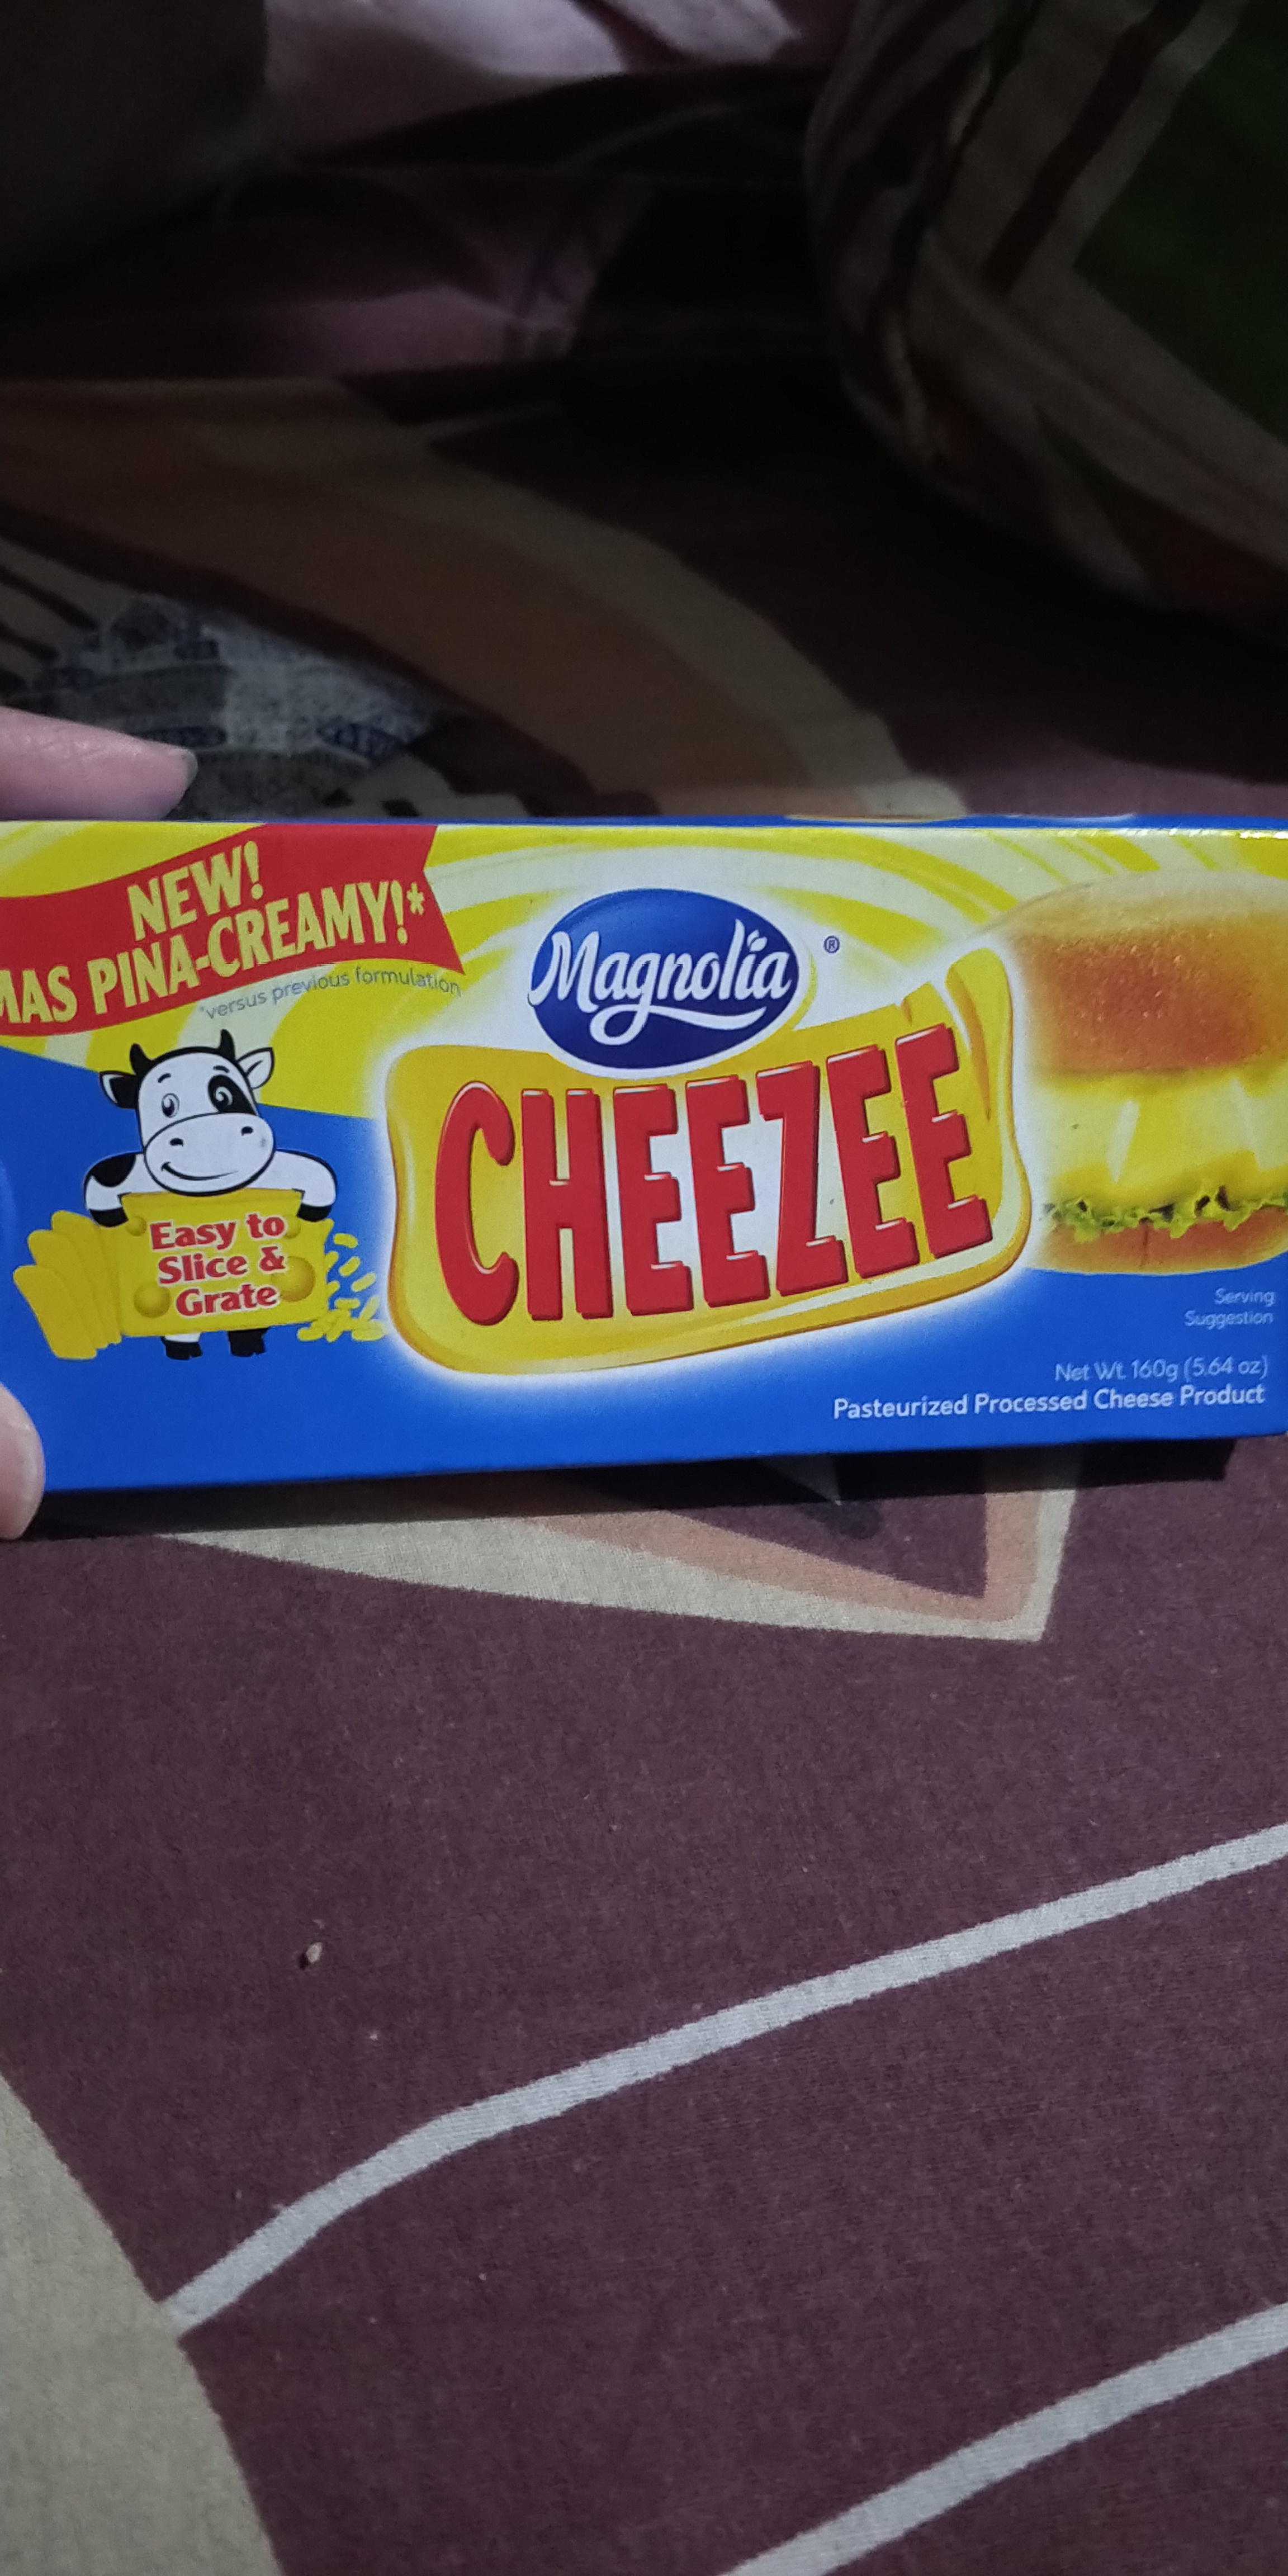 NEW!
MAS PINA-CREAMY!*
*versus previous formulation
Magnolia®
CHEEZEE
Easy to
Slice &
Grate
Serving
Suggestion
Net Wt. 160g (5.64 oz)
Pasteurized Processed Cheese Product